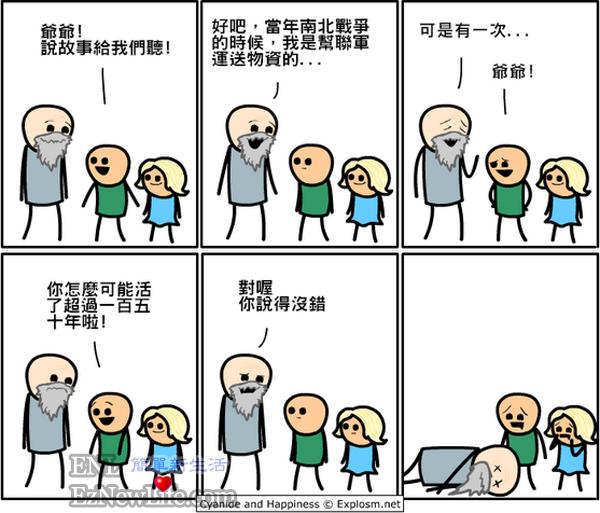 爺爺!
說故事給我們聽!
好吧，當年南北戰爭
的時候，我是幫聯軍
運送物資的...
可是有一次...
爺爺!
你怎麼可能活
了超過一百五
十年啦!
對喔
你說得沒錯
ENL 簡單新生活
EzNewLife.com
Cyanide and Happiness © Explosm.net